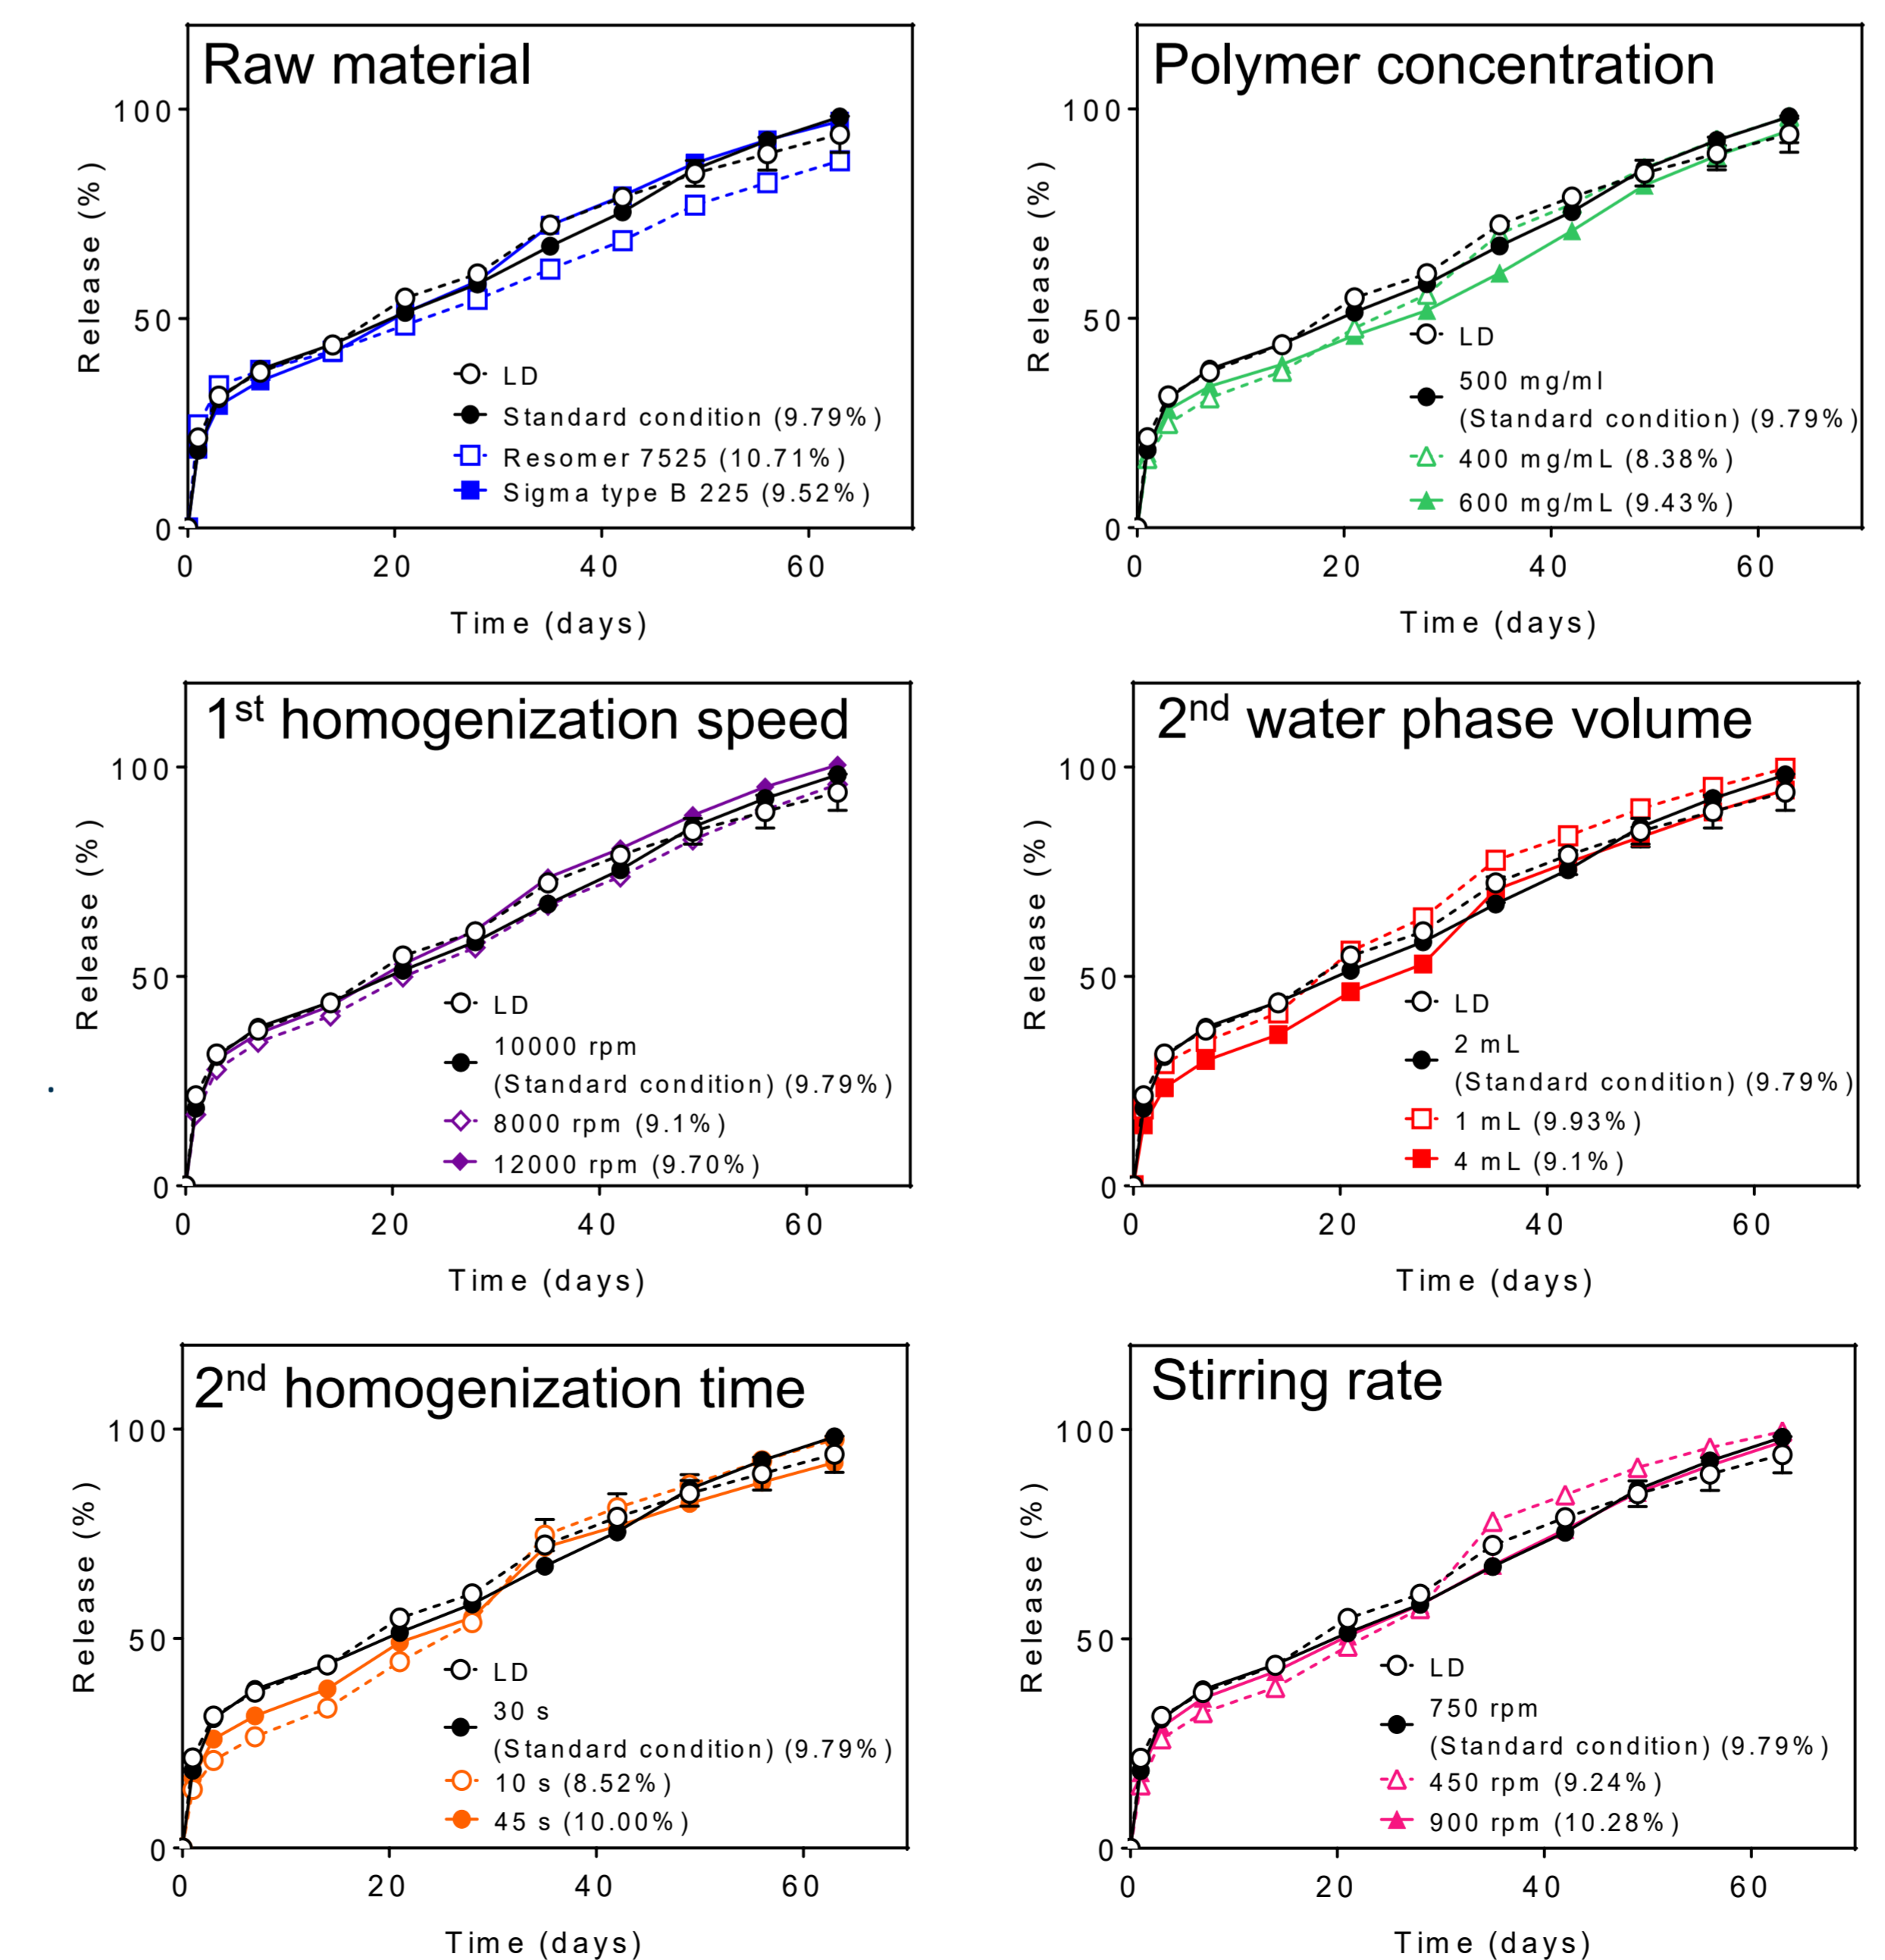 Raw material
100
50
0
Release (%)
LD
Standard condition (9.79%)
Resomer 7525 (10.71%)
Sigma type B 225 (9.52%)
0 20 40 60
Time (days)
Polymer concentration
100
50
0
Release (%)
LD
500 mg/ml
(Standard condition) (9.79%)
400 mg/mL (8.38%)
600 mg/mL (9.43%)
0 20 40 60
Time (days)
1st homogenization speed
100
50
0
Release (%)
LD
10000 rpm
(Standard condition) (9.79%)
8000 rpm (9.1%)
12000 rpm (9.70%)
0 20 40 60
Time (days)
2nd water phase volume
100
50
0
Release (%)
LD
2 mL
(Standard condition) (9.79%)
1 mL (9.93%)
4 mL (9.1%)
0 20 40 60
Time (days)
2nd homogenization time
100
50
0
Release (%)
LD
30 s
(Standard condition) (9.79%)
10 s (8.52%)
45 s (10.00%)
0 20 40 60
Time (days)
Stirring rate
100
50
0
Release (%)
LD
750 rpm
(Standard condition) (9.79%)
450 rpm (9.24%)
900 rpm (10.28%)
0 20 40 60
Time (days)